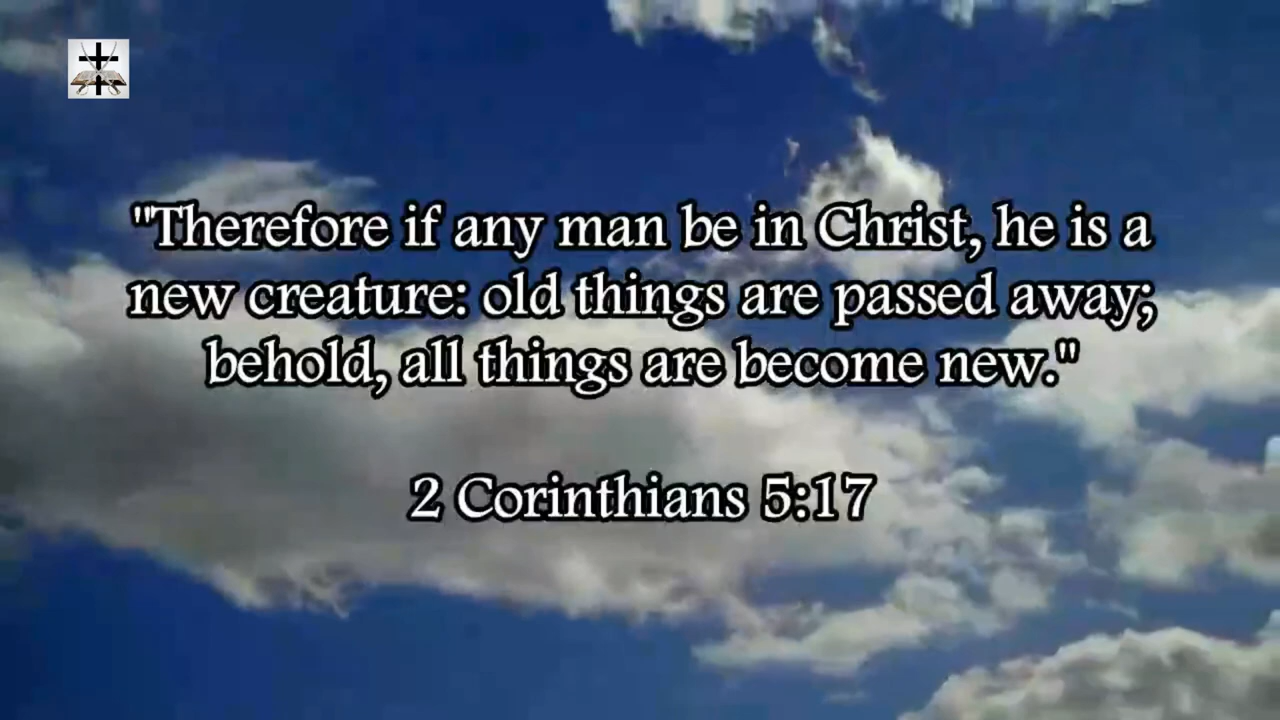 "Therefore if any man be in Christ, he is a
new creature: old things are passed away;
behold, all things are become new."
2 Corinthians 5:17